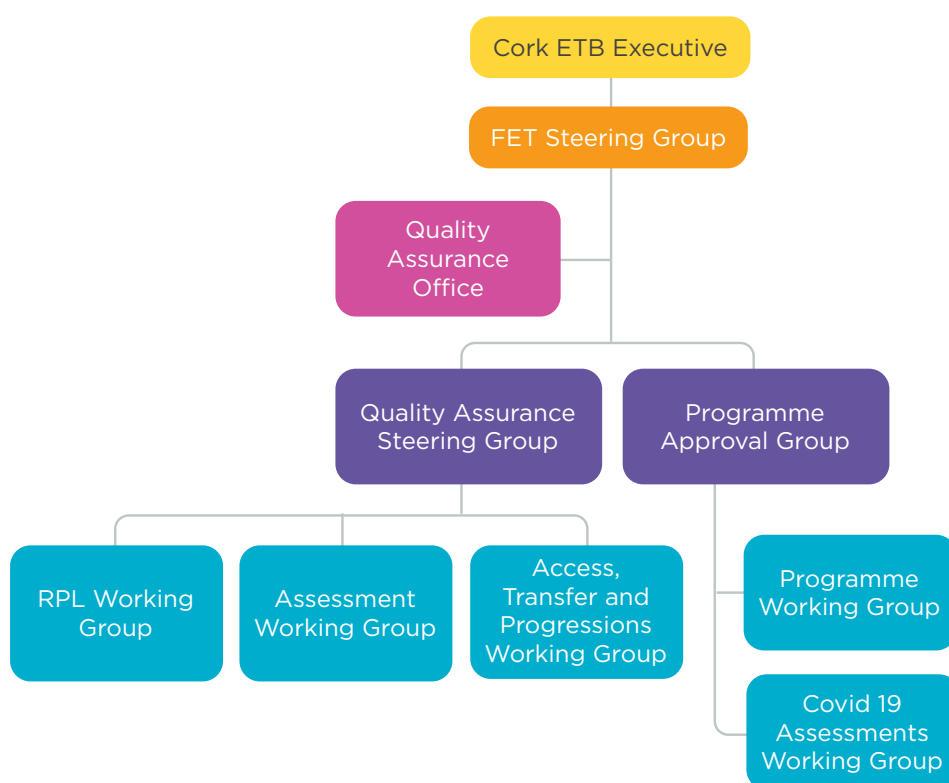 Cork ETB Executive
FET Steering Group
Quality
Assurance
Office
Quality Assurance
Steering Group
Programme
Approval Group
RPL Working
Group
Assessment
Working Group
Access,
Transfer and
Progressions
Working Group
Programme
Working Group
Covid 19
Assessments
Working Group